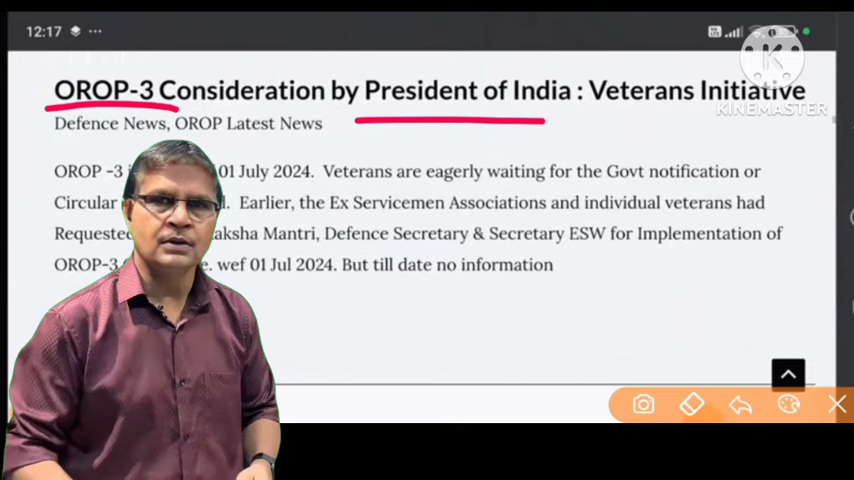 12:17
K
KINEMASTER
OROP-3 Consideration by President of India : Veterans Initiative
Defence News, OROP Latest News
OROP -3 01 July 2024. Veterans are eagerly waiting for the Govt notification or
Circular Earlier, the Ex Servicemen Associations and individual veterans had
Requested Mantri, Defence Secretary & Secretary ESW for Implementation of
OROP-3 wef 01 Jul 2024. But till date no information